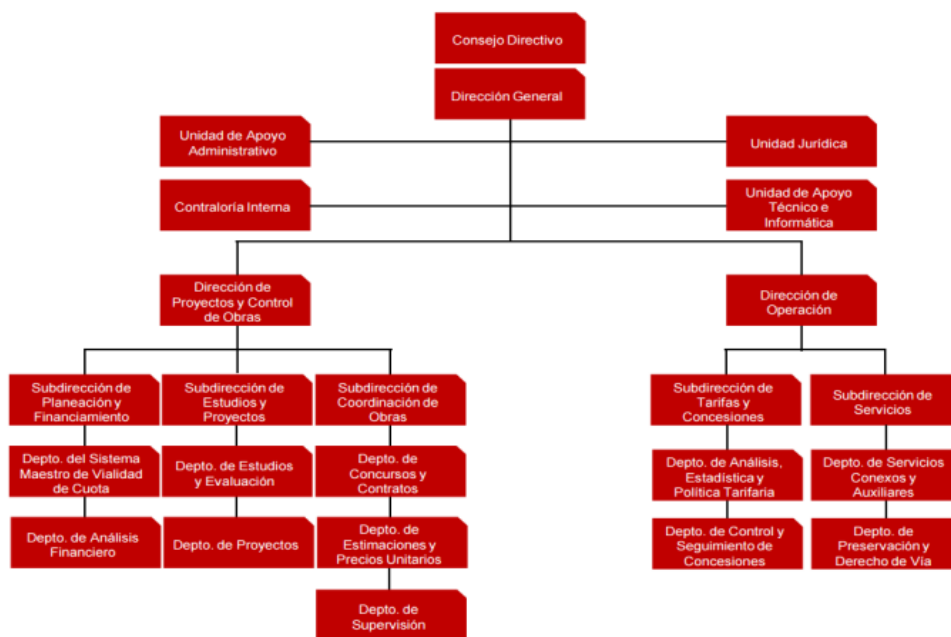 Consejo Directivo
Dirección General
Unidad de Apoyo
Administrativo
Unidad Jurídica
Contraloría Interna
Unidad de Apoyo
Técnico e
Informática
Dirección de
Proyectos y Control
de Obras
Dirección de
Operación
Subdirección de
Planeación y
Financiamiento
Subdirección de
Estudios y
Proyectos
Subdirección de
Coordinación de
Obras
Subdirección de
Tarifas y
Concesiones
Subdirección de
Servicios
Depto. del Sistema
Maestro de Vialidad
de Cuota
Depto. de Estudios
y Evaluación
Depto. de
Concursos y
Contratos
Depto. de Análisis,
Estadística y
Política Tarifaria
Depto. de Servicios
Conexos y
Auxiliares
Depto. de Análisis
Financiero
Depto. de Proyectos
Depto. de
Estimaciones y
Precios Unitarios
Depto. de Control y
Seguimiento de
Concesiones
Depto. de
Preservación y
Derecho de Vía
Depto. de
Supervisión